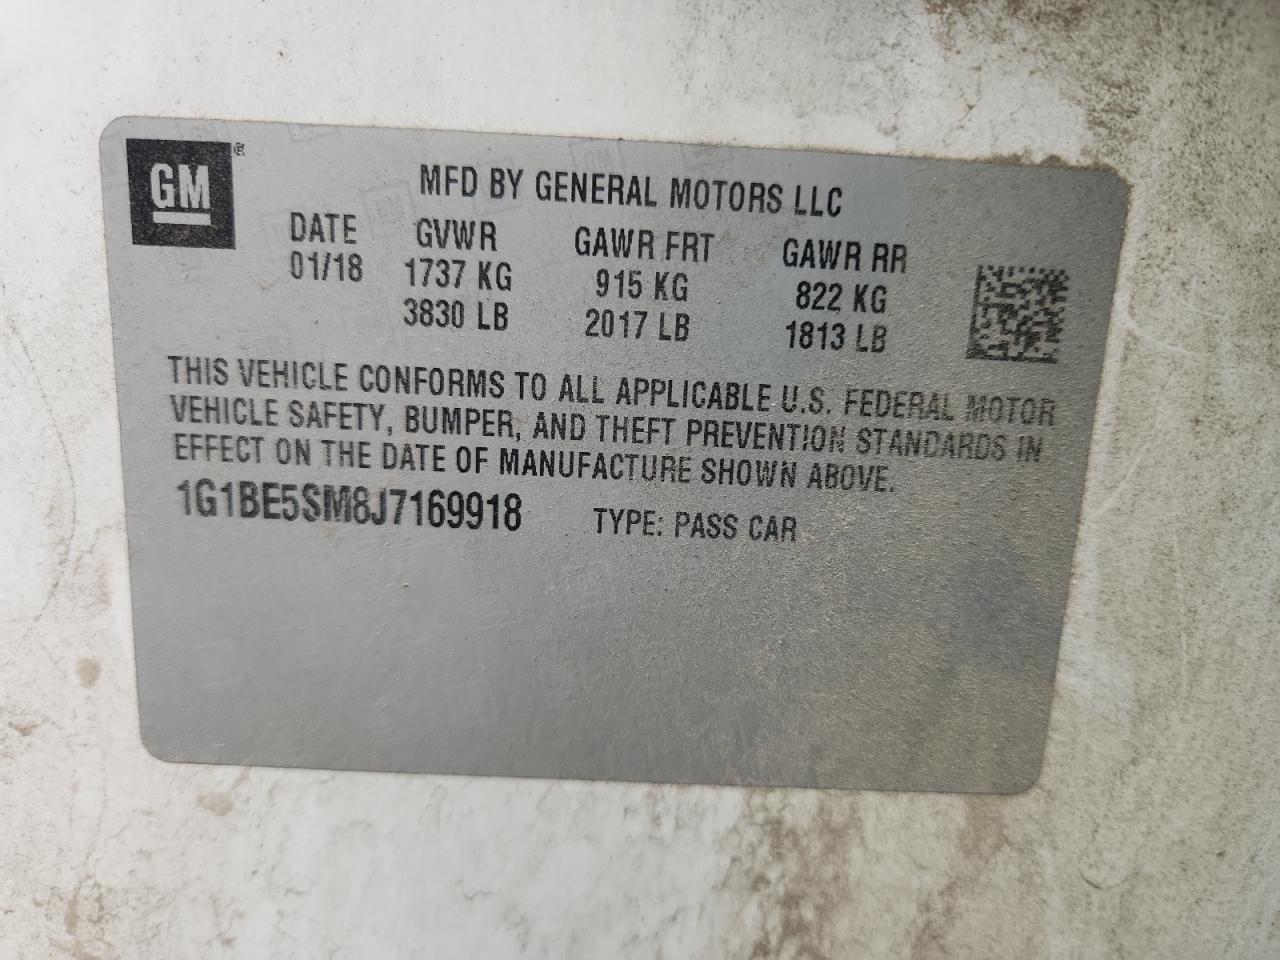 GM®
MFD BY GENERAL MOTORS LLC
DATE GVWR GAWR FRT GAWR RR
01/18 1737 KG 915 KG 822 KG
3830 LB 2017 LB 1813 LB
THIS VEHICLE CONFORMS TO ALL APPLICABLE U.S. FEDERAL MOTOR
VEHICLE SAFETY, BUMPER, AND THEFT PREVENTION STANDARDS IN
EFFECT ON THE DATE OF MANUFACTURE SHOWN ABOVE.
1G1BE5SM8J7169918 TYPE: PASS CAR